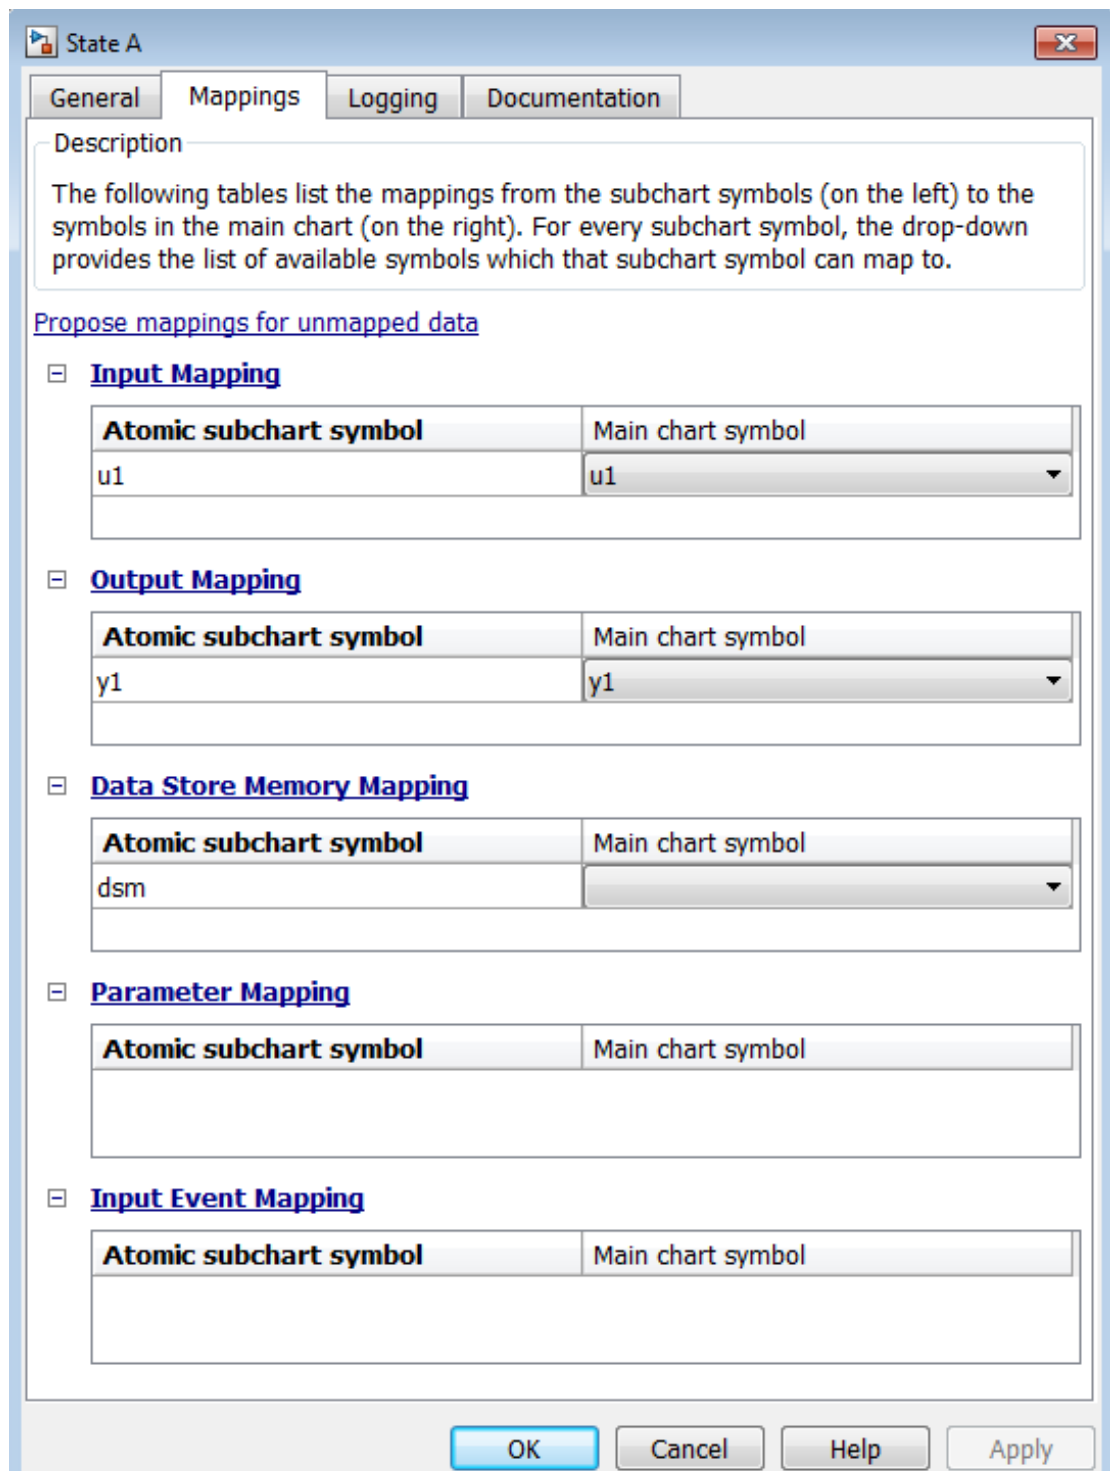 State A
General Mappings Logging Documentation
Description
The following tables list the mappings from the subchart symbols (on the left) to the
symbols in the main chart (on the right). For every subchart symbol, the drop-down
provides the list of available symbols which that subchart symbol can map to.
Propose mappings for unmapped data
Input Mapping
Atomic subchart symbol Main chart symbol
u1 u1
Output Mapping
Atomic subchart symbol Main chart symbol
y1 y1
Data Store Memory Mapping
Atomic subchart symbol Main chart symbol
dsm
Parameter Mapping
Atomic subchart symbol Main chart symbol
Input Event Mapping
Atomic subchart symbol Main chart symbol
OK Cancel Help Apply